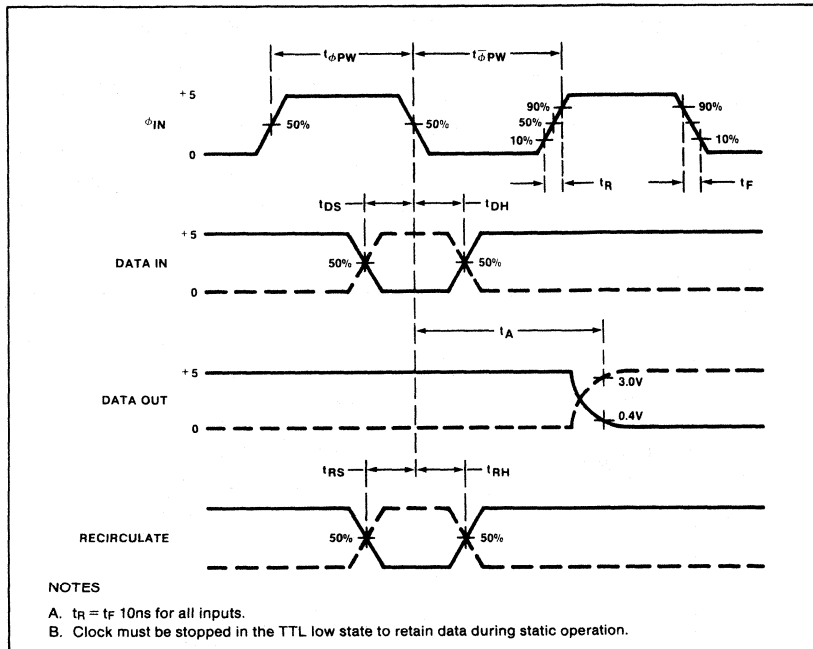 tϕPW tϕ̅PW
+5
ϕIN
50% 50% 90% 50% 10% 90% 10%
0
tR tF
tDS tDH
+5
DATA IN
50% 50%
0
tA
+5
3.0V
DATA OUT
0.4V
0
tRS tRH
RECIRCULATE
50% 50%
NOTES
A. tR = tF 10ns for all inputs.
B. Clock must be stopped in the TTL low state to retain data during static operation.